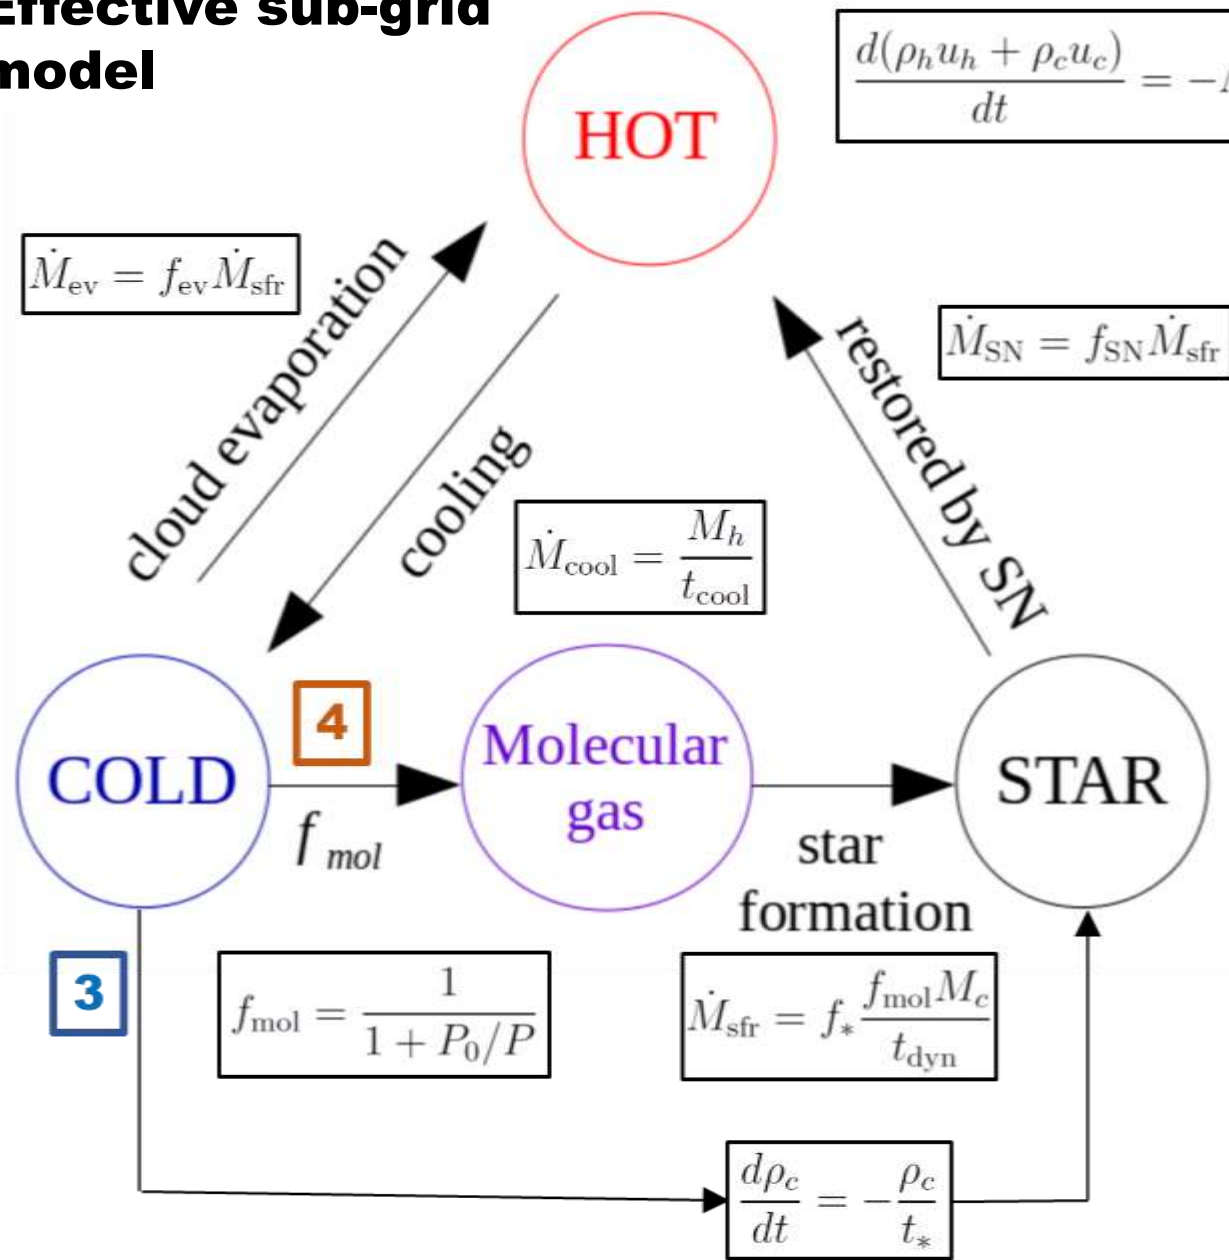 Effective sub-grid
model
HOT
d(ρ_h u_h + ρ_c u_c)/dt = −
Ṁ_ev = f_ev Ṁ_sfr
cloud evaporation
cooling
restored by SN
Ṁ_SN = f_SN Ṁ_sfr
Ṁ_cool = M_h/t_cool
COLD
4
f_mol
Molecular
gas
star
formation
STAR
3
f_mol = 1/(1 + P_0/P)
Ṁ_sfr = f_* f_mol M_c/t_dyn
dρ_c/dt = −ρ_c/t_*